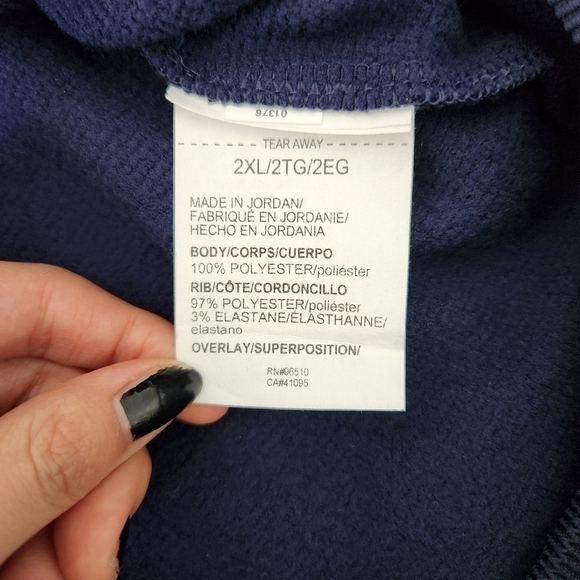 01376
TEAR AWAY
2XL/2TG/2EG
MADE IN JORDAN/
FABRIQUÉ EN JORDANIE/
HECHO EN JORDANIA
BODY/CORPS/CUERPO
100% POLYESTER/poliéster
RIB/CÔTE/CORDONCILLO
97% POLYESTER/poliéster
3% ELASTANE/ÉLASTHANNE/
elastano
OVERLAY/SUPERPOSITION/
RN#96510
CA#41095